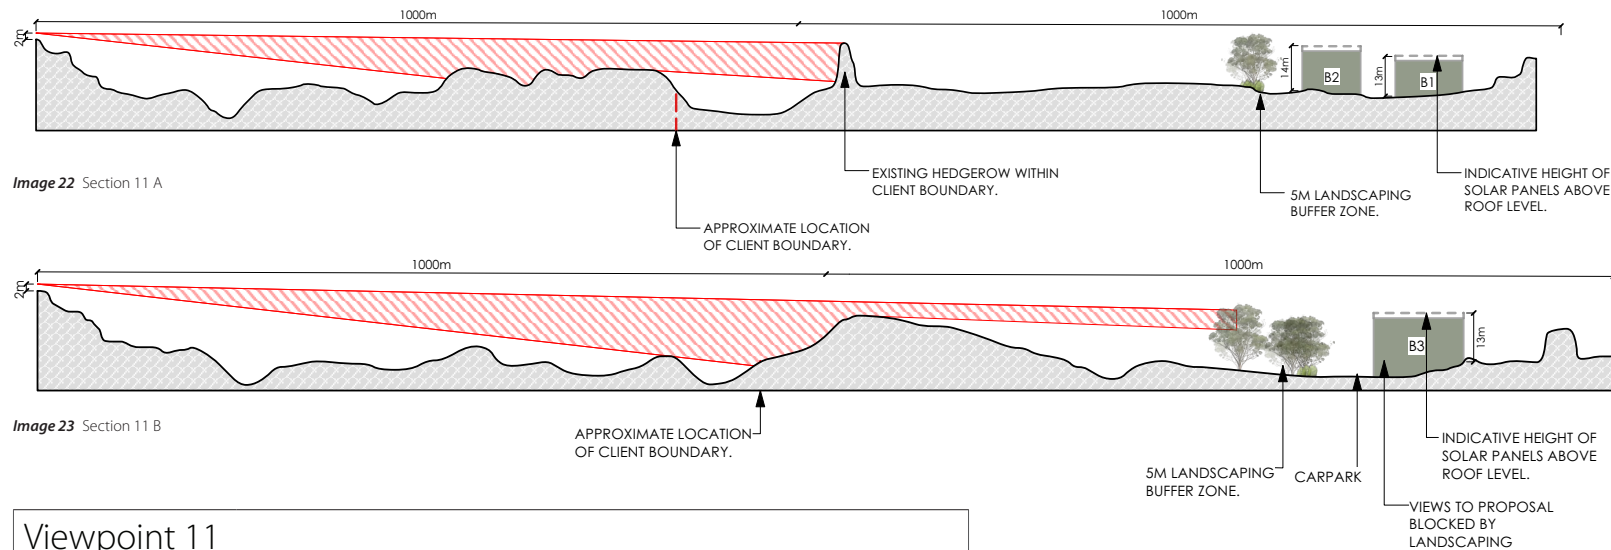 1000m
1000m
2m
14m
B2
13m
B1
EXISTING HEDGEROW WITHIN
CLIENT BOUNDARY.
INDICATIVE HEIGHT OF
SOLAR PANELS ABOVE
ROOF LEVEL.
5M LANDSCAPING
BUFFER ZONE.
Image 22 Section 11 A
APPROXIMATE LOCATION
OF CLIENT BOUNDARY.
1000m
1000m
2m
B3
13m
Image 23 Section 11 B
APPROXIMATE LOCATION
OF CLIENT BOUNDARY.
5M LANDSCAPING
BUFFER ZONE.
CARPARK
INDICATIVE HEIGHT OF
SOLAR PANELS ABOVE
ROOF LEVEL.
VIEWS TO PROPOSAL
BLOCKED BY
LANDSCAPING
Viewpoint 11